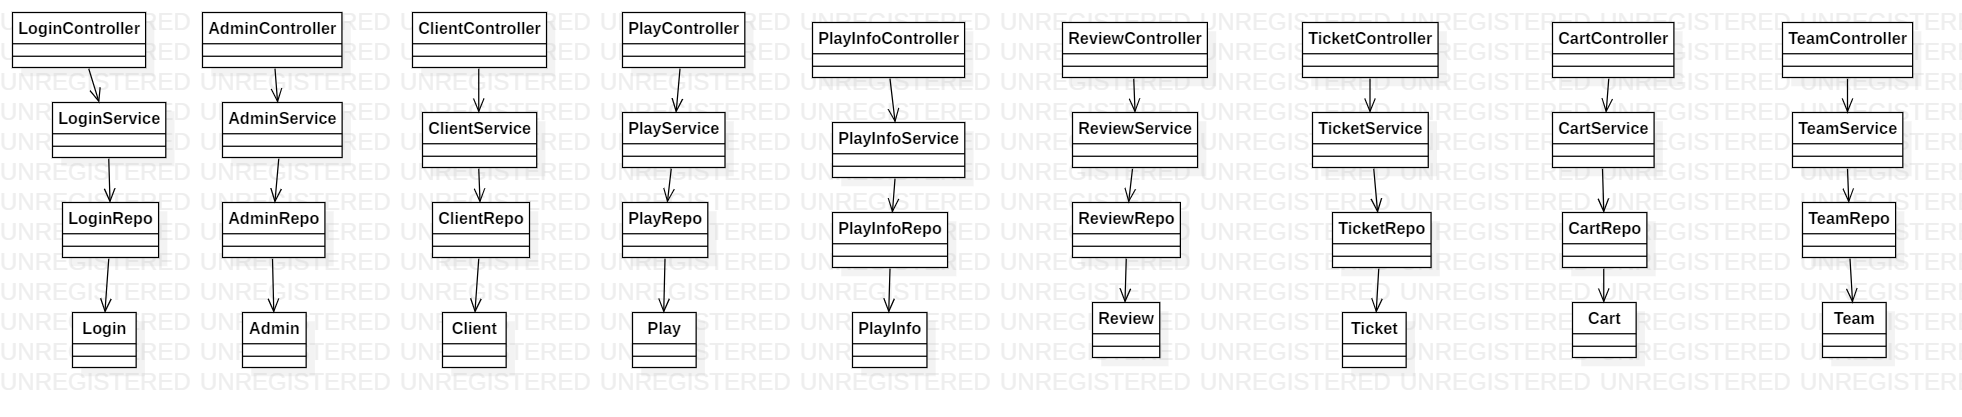 LoginController
AdminController
ClientController
PlayController
PlayInfoController
ReviewController
TicketController
CartController
TeamController
LoginService
AdminService
ClientService
PlayService
PlayInfoService
ReviewService
TicketService
CartService
TeamService
LoginRepo
AdminRepo
ClientRepo
PlayRepo
PlayInfoRepo
ReviewRepo
TicketRepo
CartRepo
TeamRepo
Login
Admin
Client
Play
PlayInfo
Review
Ticket
Cart
Team
UNREGISTERED